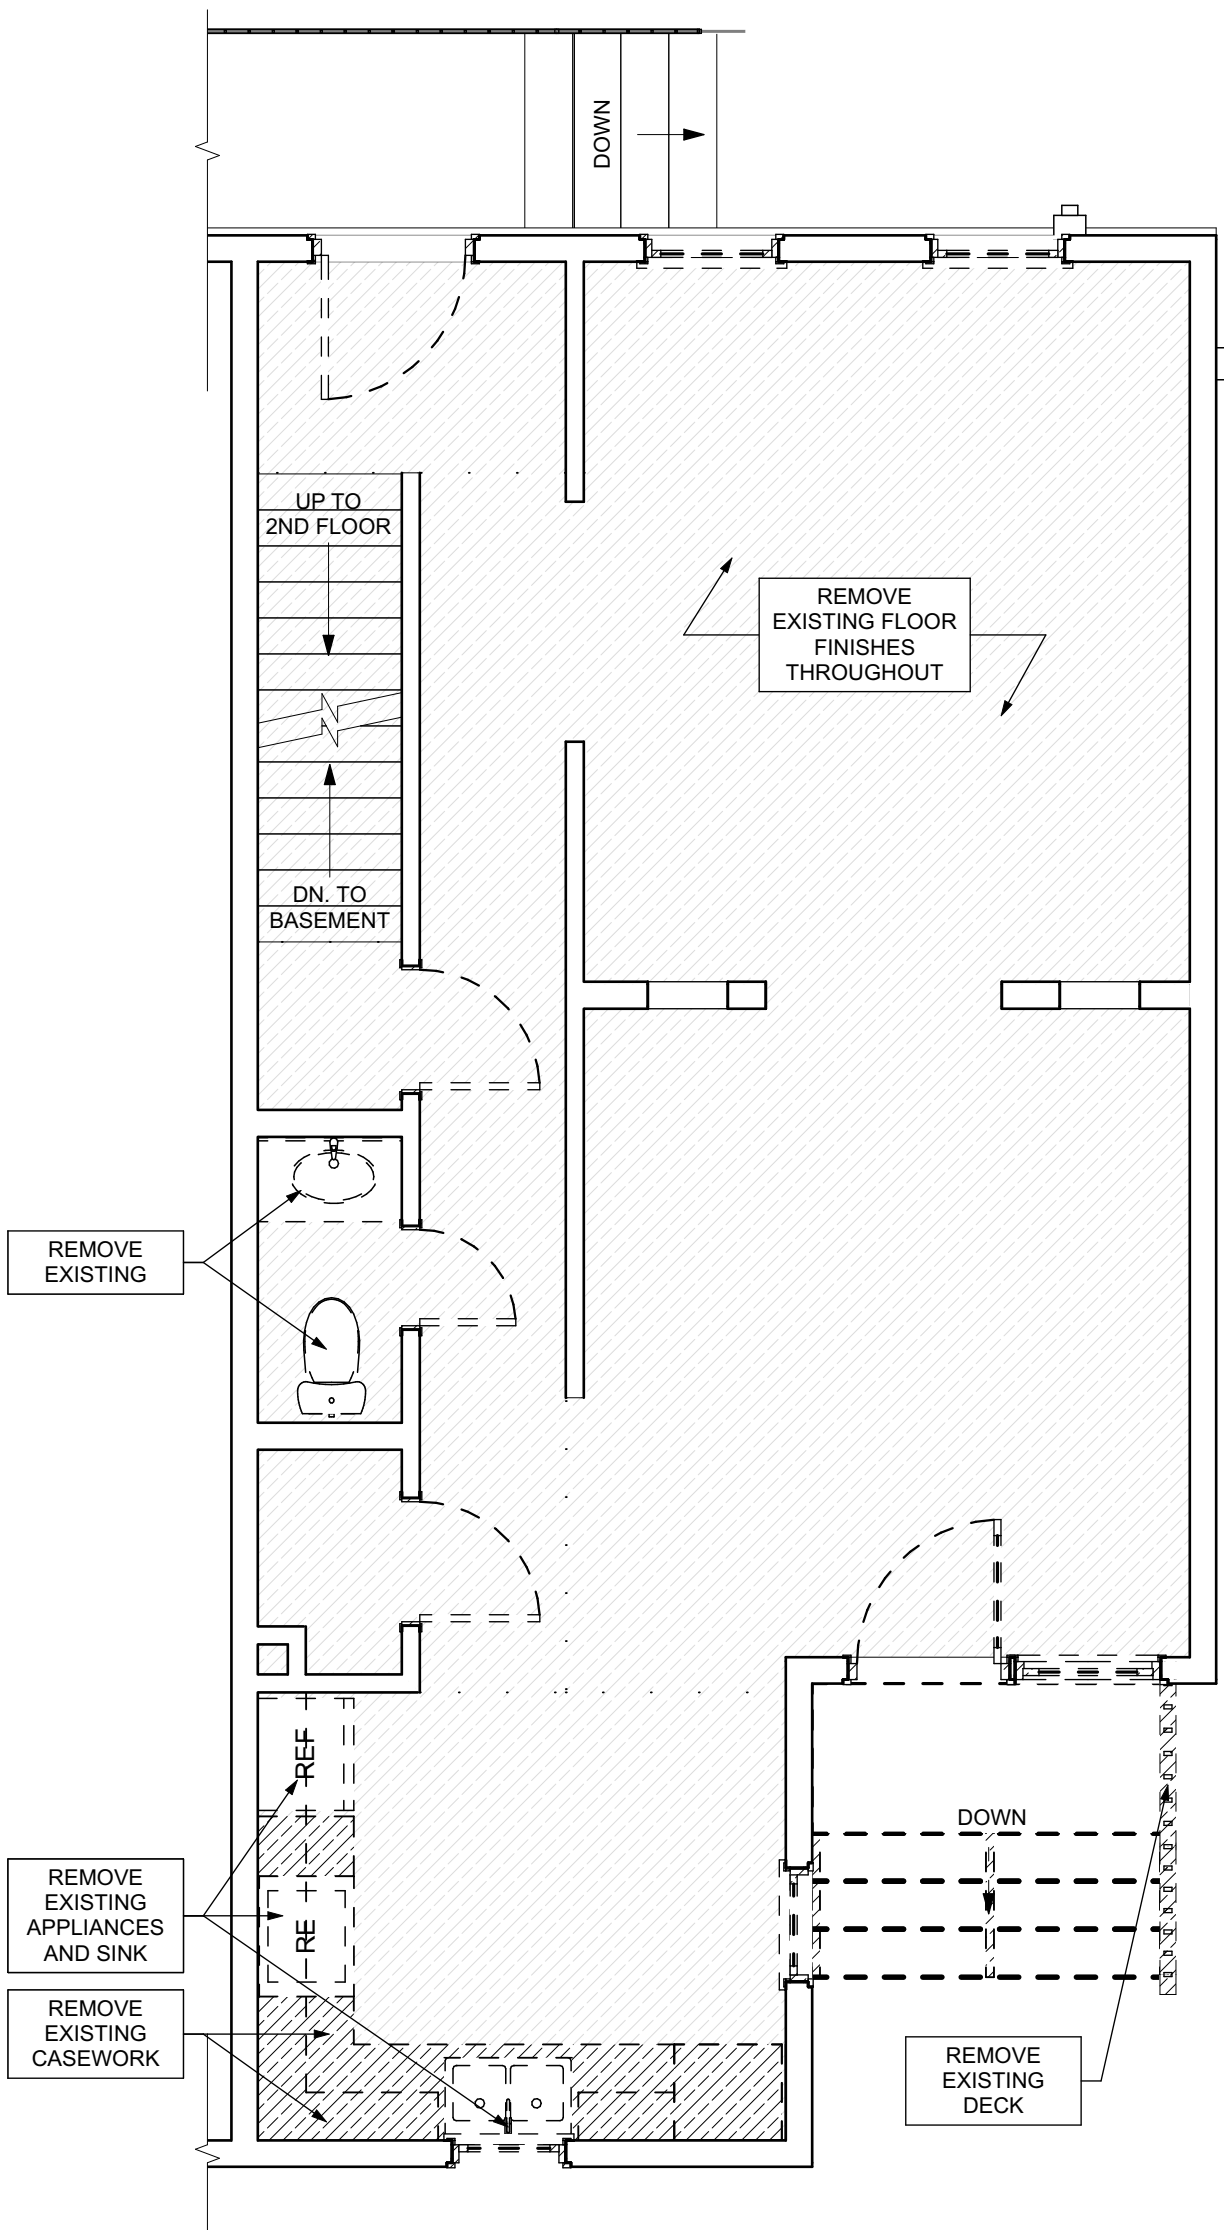 DOWN
UP TO
2ND FLOOR
REMOVE
EXISTING FLOOR
FINISHES
THROUGHOUT
DN. TO
BASEMENT
REMOVE
EXISTING
REF
DOWN
REMOVE
EXISTING
APPLIANCES
AND SINK
RE
REMOVE
EXISTING
CASEWORK
REMOVE
EXISTING
DECK